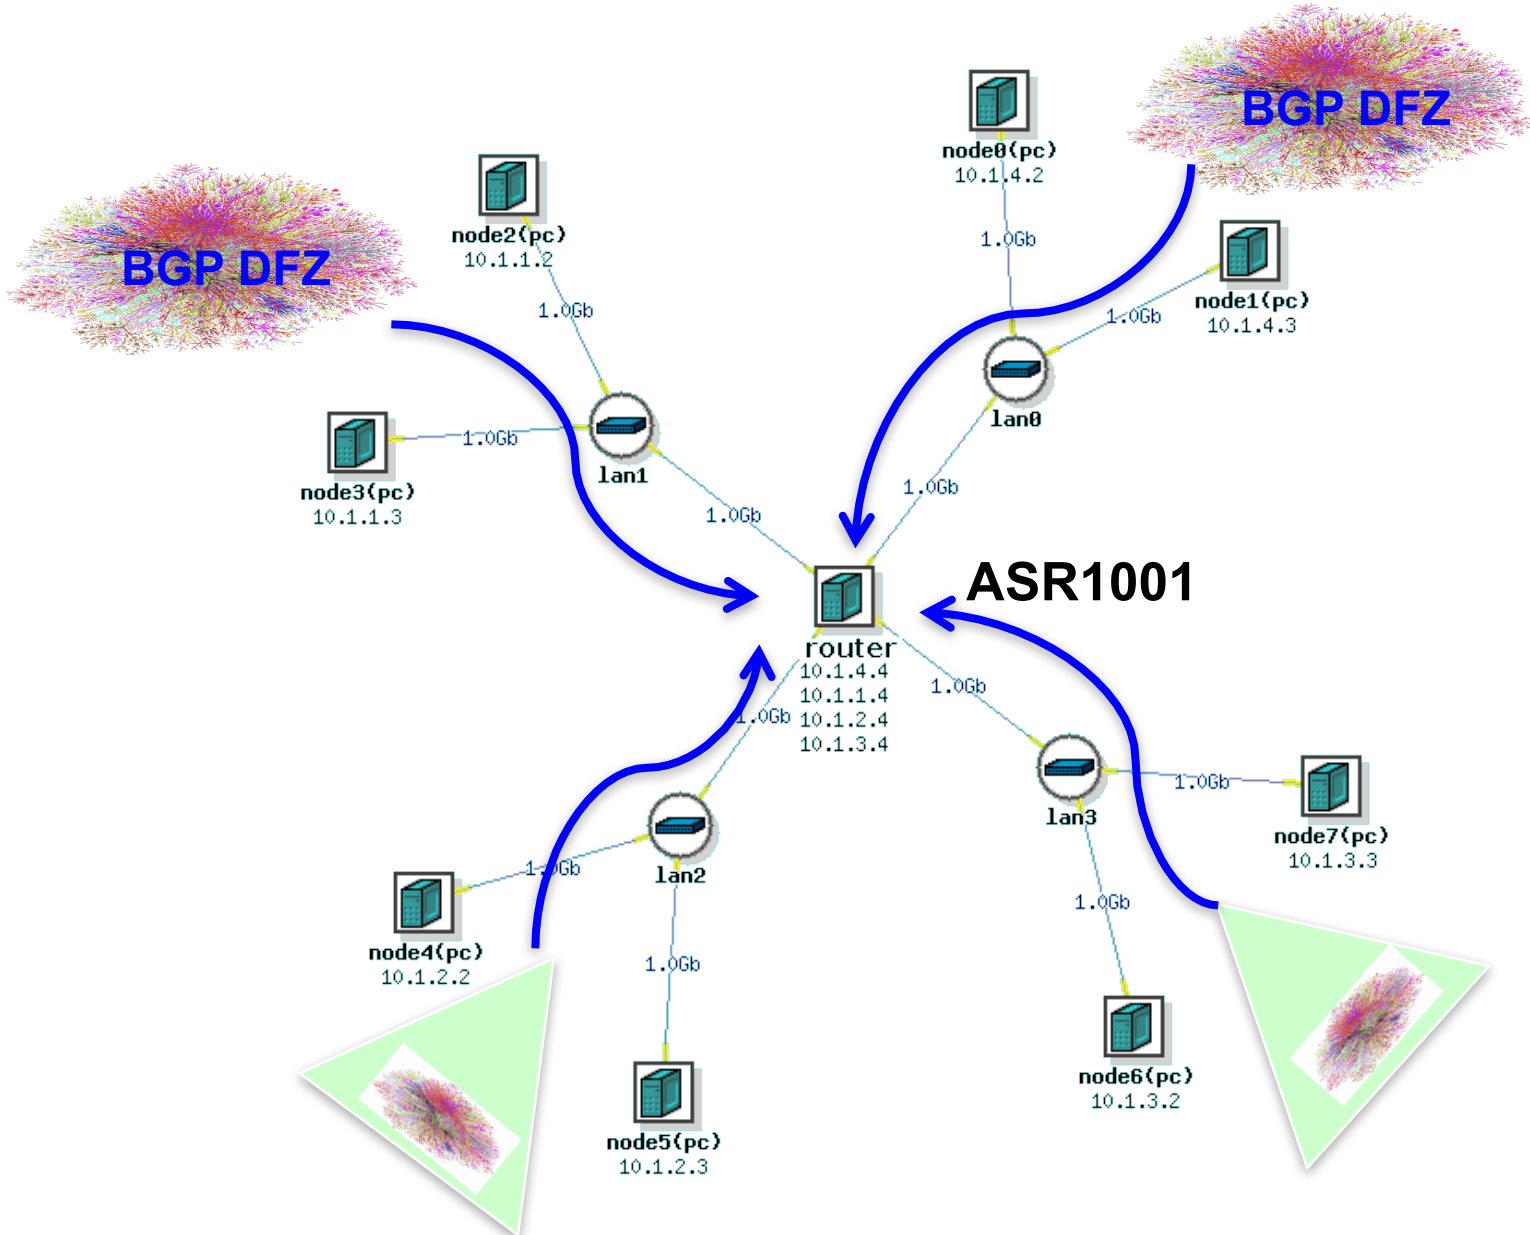 BGP DFZ
node0(pc)
10.1.4.2
node2(pc)
10.1.1.2
1.0Gb
BGP DFZ
node1(pc)
10.1.4.3
1.0Gb
1.0Gb
lan0
node3(pc)
10.1.1.3
1.0Gb
lan1
1.0Gb
1.0Gb
ASR1001
router
10.1.4.4
10.1.1.4
10.1.2.4
10.1.3.4
1.0Gb
1.0Gb
lan3
1.0Gb
node7(pc)
10.1.3.3
1.0Gb
lan2
node4(pc)
10.1.2.2
1.0Gb
1.0Gb
node6(pc)
10.1.3.2
node5(pc)
10.1.2.3